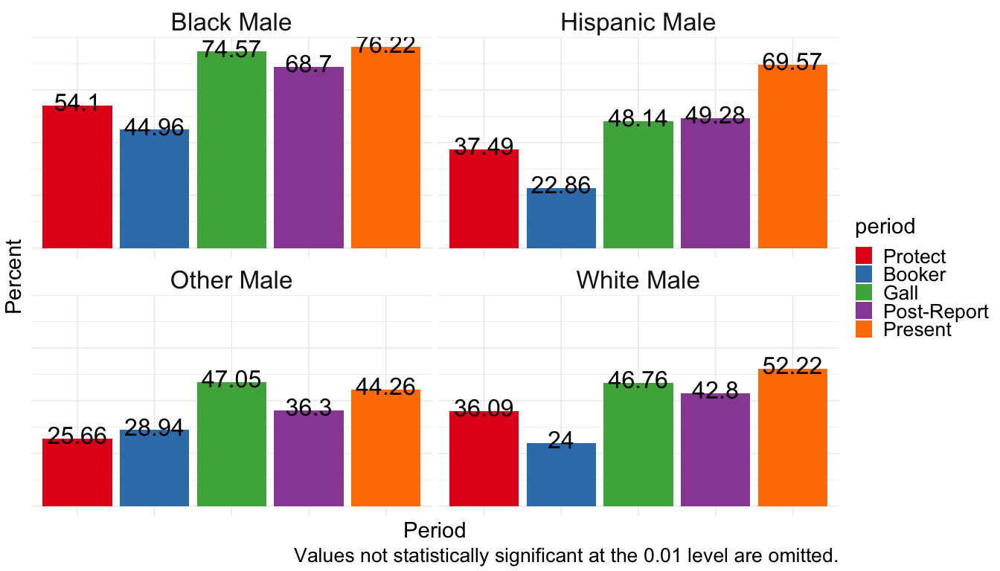 Black Male
Hispanic Male
54.1
44.96
74.57
68.7
76.22
37.49
22.86
48.14
49.28
69.57
Other Male
White Male
25.66
28.94
47.05
36.3
44.26
36.09
24
46.76
42.8
52.22
Percent
Period
period
Protect
Booker
Gall
Post-Report
Present
Values not statistically significant at the 0.01 level are omitted.